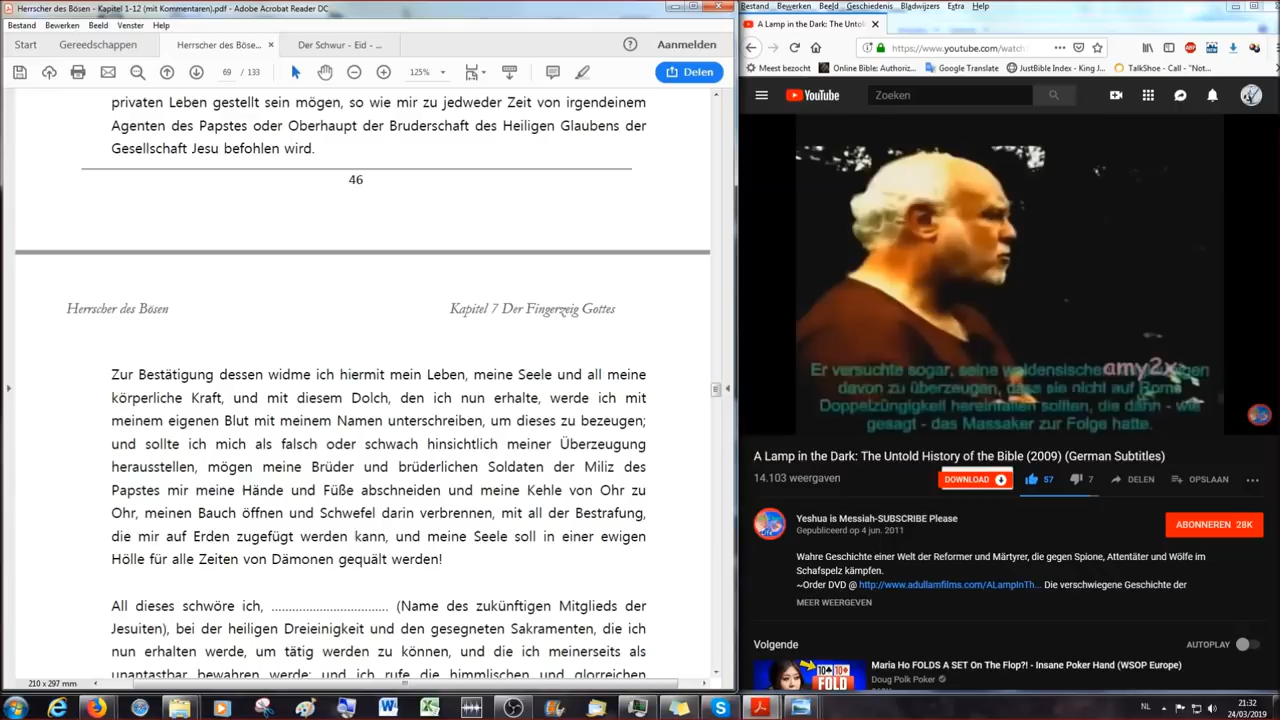 Herrscher des Bösen - Kapitel 1-12 (mit Kommentaren).pdf - Adobe Acrobat Reader DC
Bestand Bewerken Beeld Venster Help
Start Gereedschappen Herrscher des Böse... × Der Schwur - Eid - ... Aanmelden
69 / 133 125% Delen
privaten Leben gestellt sein mögen, so wie mir zu jedweder Zeit von irgendeinem
Agenten des Papstes oder Oberhaupt der Bruderschaft des Heiligen Glaubens der
Gesellschaft Jesu befohlen wird.
46
Herrscher des Bösen Kapitel 7 Der Fingerzeig Gottes
Zur Bestätigung dessen widme ich hiermit mein Leben, meine Seele und all meine
körperliche Kraft, und mit diesem Dolch, den ich nun erhalte, werde ich mit
meinem eigenen Blut mit meinem Namen unterschreiben, um dieses zu bezeugen;
und sollte ich mich als falsch oder schwach hinsichtlich meiner Überzeugung
herausstellen, mögen meine Brüder und brüderlichen Soldaten der Miliz des
Papstes mir meine Hände und Füße abschneiden und meine Kehle von Ohr zu
Ohr, meinen Bauch öffnen und Schwefel darin verbrennen, mit all der Bestrafung,
die mir auf Erden zugefügt werden kann, und meine Seele soll in einer ewigen
Hölle für alle Zeiten von Dämonen gequält werden!
All dieses schwöre ich, ................................. (Name des zukünftigen Mitglieds der
Jesuiten), bei der heiligen Dreieinigkeit und den gesegneten Sakramenten, die ich
nun erhalten werde, um tätig werden zu können, und die ich meinerseits als
unantastbar bewahren werde; und ich rufe die himmlischen und glorreichen
210 x 297 mm
Bestand Bewerken Beeld Geschiedenis Bladwijzers Extra Help
A Lamp in the Dark: The Untol ×
https://www.youtube.com/watch
Meest bezocht Online Bible: Authoriz... Google Translate JustBible Index - King J... TalkShoe - Call - "Not...
YouTube Zoeken
Er versuchte sogar, seine waldensische
amy2x
davon zu überzeugen, dass sie nicht auf Roms
Doppelzüngigkeit hereinfallen sollten, die dann - wie
gesagt - das Massaker zur Folge hatte.
A Lamp in the Dark: The Untold History of the Bible (2009) (German Subtitles)
14.103 weergaven DOWNLOAD 57 7 DELEN OPSLAAN
Yeshua is Messiah-SUBSCRIBE Please
Gepubliceerd op 4 jun. 2011
ABONNEREN 28K
Wahre Geschichte einer Welt der Reformer und Märtyrer, die gegen Spione, Attentäter und Wölfe im
Schafspelz kämpfen.
~Order DVD @ http://www.adullamfilms.com/ALampInTh... Die verschwiegene Geschichte der
MEER WEERGEVEN
Volgende AUTOPLAY
Maria Ho FOLDS A SET On The Flop?! - Insane Poker Hand (WSOP Europe)
Doug Polk Poker
FOLD
NL 21:32
24/03/2019